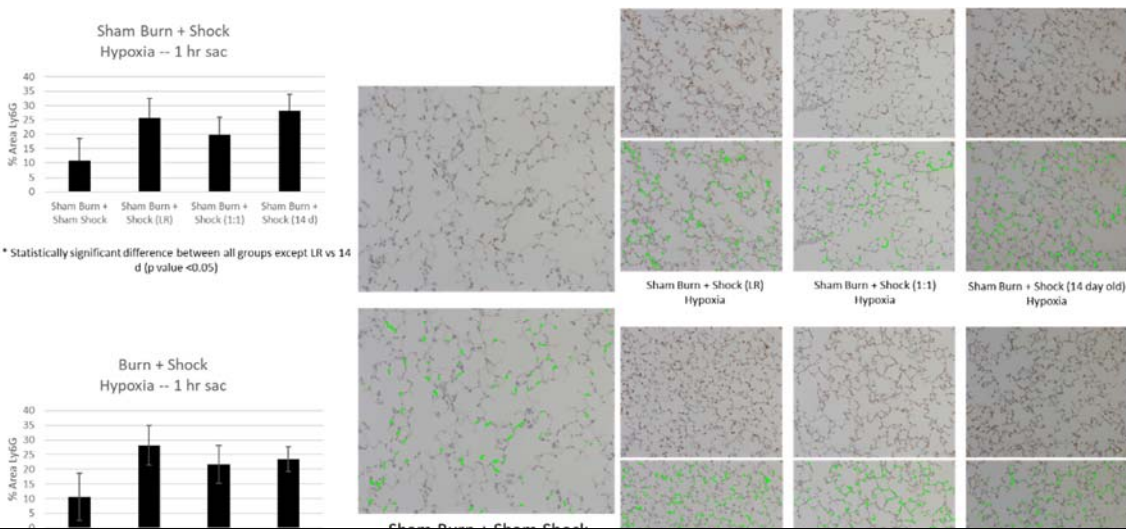 Sham Burn + Shock
Hypoxia -- 1 hr sac
40
35
30
25
20
15
10
5
0
% Area Ly6G
Sham Burn + Sham Burn + Sham Burn + Sham Burn +
Sham Shock Shock (LR) Shock (1:1) Shock (14 d)
* Statistically significant difference between all groups except LR vs 14
d (p value <0.05)
Sham Burn + Shock (LR)
Hypoxia
Sham Burn + Shock (1:1)
Hypoxia
Sham Burn + Shock (14 day old)
Hypoxia
Burn + Shock
Hypoxia -- 1 hr sac
40
35
30
25
20
15
10
5
0
% Area Ly6G
Sham Burn + Sham Shock